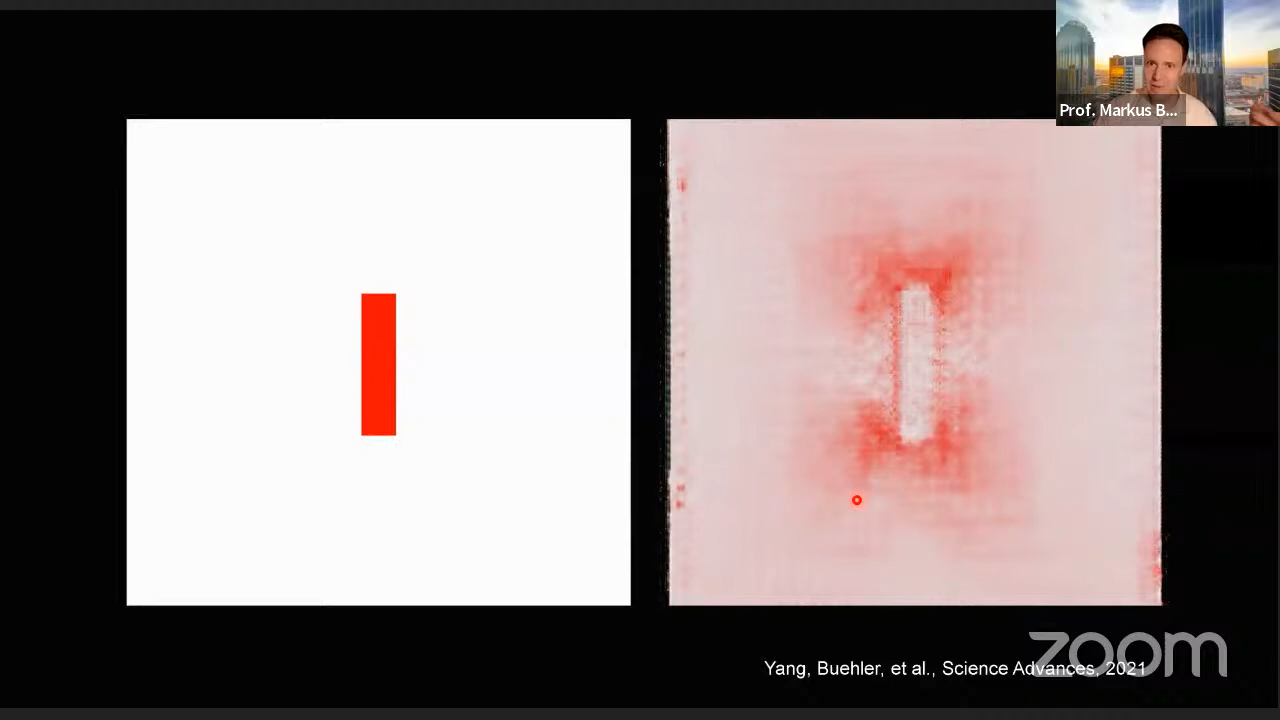 Prof. Markus B...
Yang, Buehler, et al., Science Advances, 2021
zoom